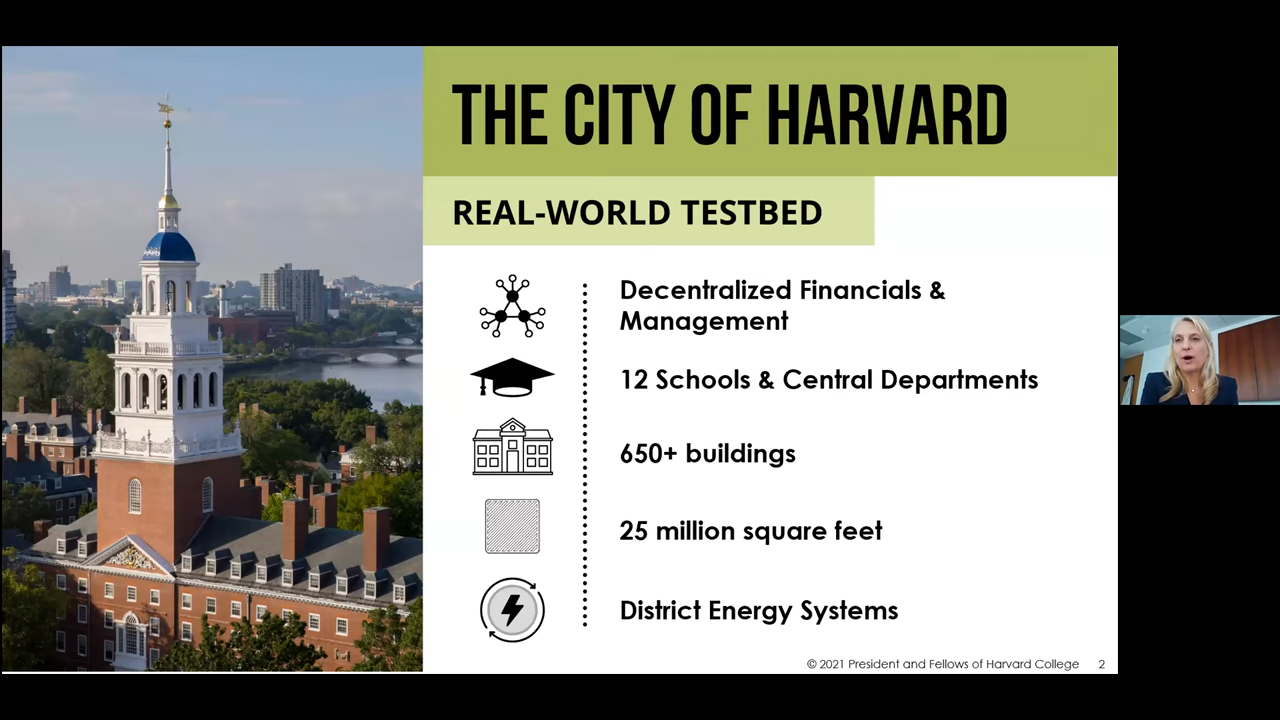 THE CITY OF HARVARD
REAL-WORLD TESTBED
Decentralized Financials &
Management
12 Schools & Central Departments
650+ buildings
25 million square feet
District Energy Systems
© 2021 President and Fellows of Harvard College 2